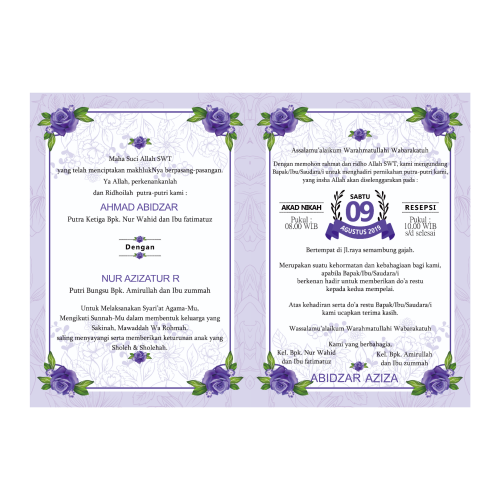 Maha Suci Allah SWT
yang telah menciptakan makhlukNya berpasang-pasangan.
Ya Allah, perkenankanlah
dan Ridhoilah putra-putri kami :
AHMAD ABIDZAR
Putra Ketiga Bpk. Nur Wahid dan Ibu fatimatuz
Dengan
NUR AZIZATUR R
Putri Bungsu Bpk. Amirullah dan Ibu zummah
Untuk Melaksanakan Syari'at Agama-Mu,
Mengikuti Sunnah-Mu dalam membentuk keluarga yang
Sakinah, Mawaddah Wa Rohmah,
saling menyayangi serta memberikan keturunan anak yang
Sholeh & Sholehah.
Assalamu'alaikum Warahmatullahi Wabarakatuh
Dengan memohon rahmat dan ridho Allah SWT, kami mengundang
Bapak/Ibu/Saudara/i untuk menghadiri pernikahan putra-putri kami,
yang insha Allah akan diselenggarakan pada :
SABTU
AKAD NIKAH
09
RESEPSI
Pukul :
08.00 WIB
AGUSTUS 2019
Pukul :
10.00 WIB
s/d selesai
Bertempat di Jl.raya semambung gajah.
Merupakan suatu kehormatan dan kebahagiaan bagi kami,
apabila Bapak/Ibu/Saudara/i
berkenan hadir untuk memberikan do'a restu
kepada kedua mempelai.
Atas kehadiran serta do'a restu Bapak/Ibu/Saudara/i
kami ucapkan terima kasih.
Wassalamu'alaikum Warahmatullahi Wabarakatuh
Kami yang berbahagia,
Kel. Bpk. Nur Wahid
dan Ibu fatimatuz
Kel. Bpk. Amirullah
dan Ibu zummah
ABIDZAR AZIZA